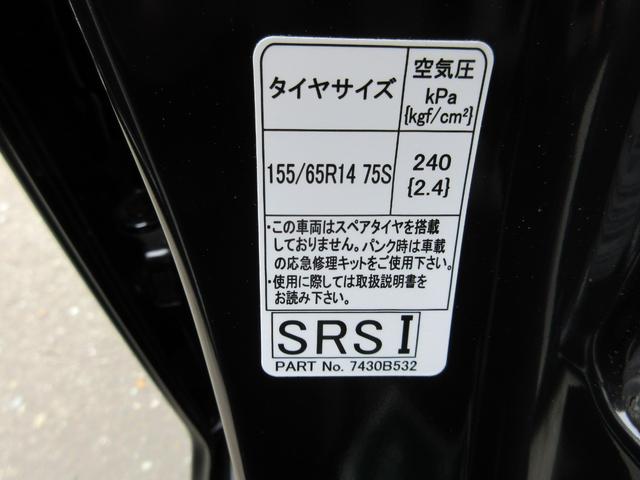 タイヤサイズ
空気圧
kPa
{kgf/cm²}
155/65R14 75S
240
{2.4}
・この車両はスペアタイヤを搭載
しておりません。パンク時は車載
の応急修理キットをご使用下さい。
・使用に際しては取扱説明書を
お読み下さい。
SRS I
PART No. 7430B532